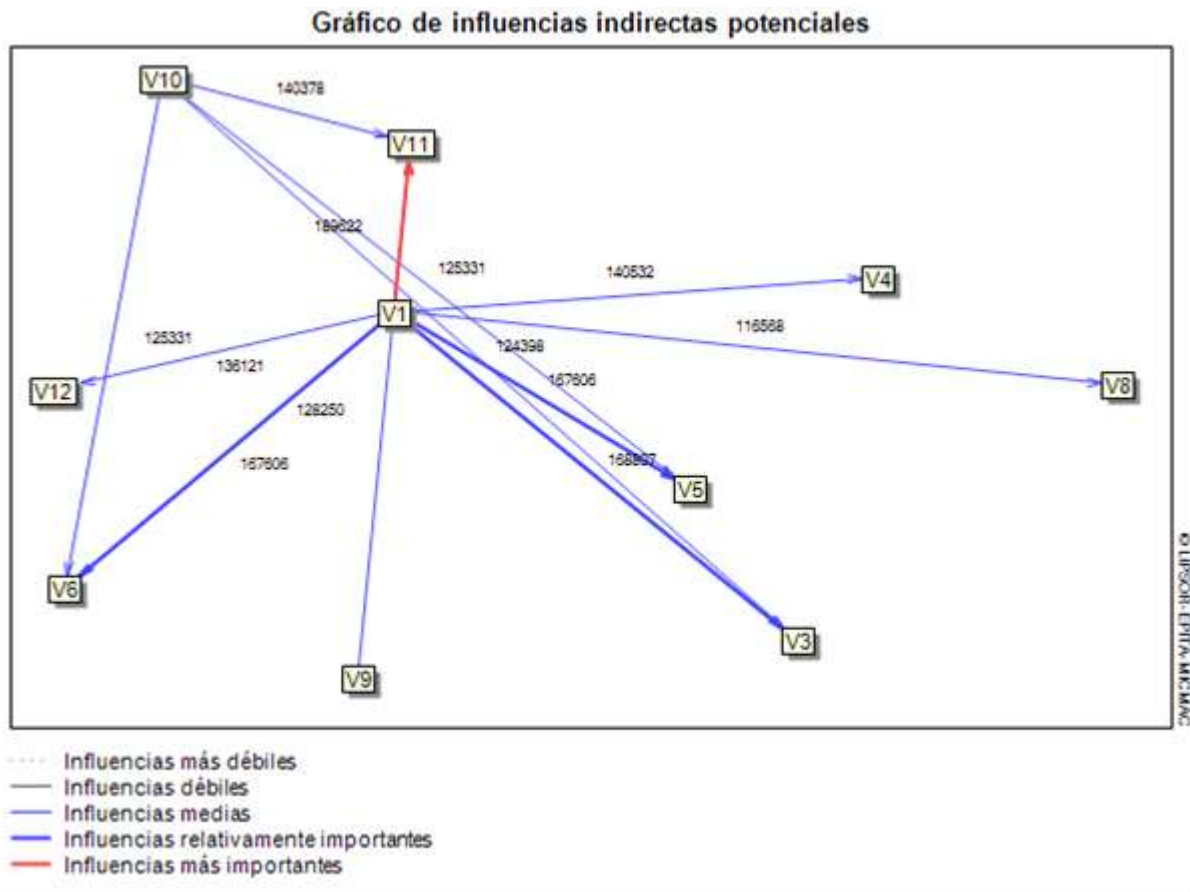 Gráfico de influencias indirectas potenciales
V10
140378
V11
125331
140532
V4
V1
116568
125331
124398
136121
167606
V12
V8
128250
167606
V5
V6
V3
V9
© LIPSOR-EPITA-MICMAC
Influencias más débiles
Influencias débiles
Influencias medias
Influencias relativamente importantes
Influencias más importantes